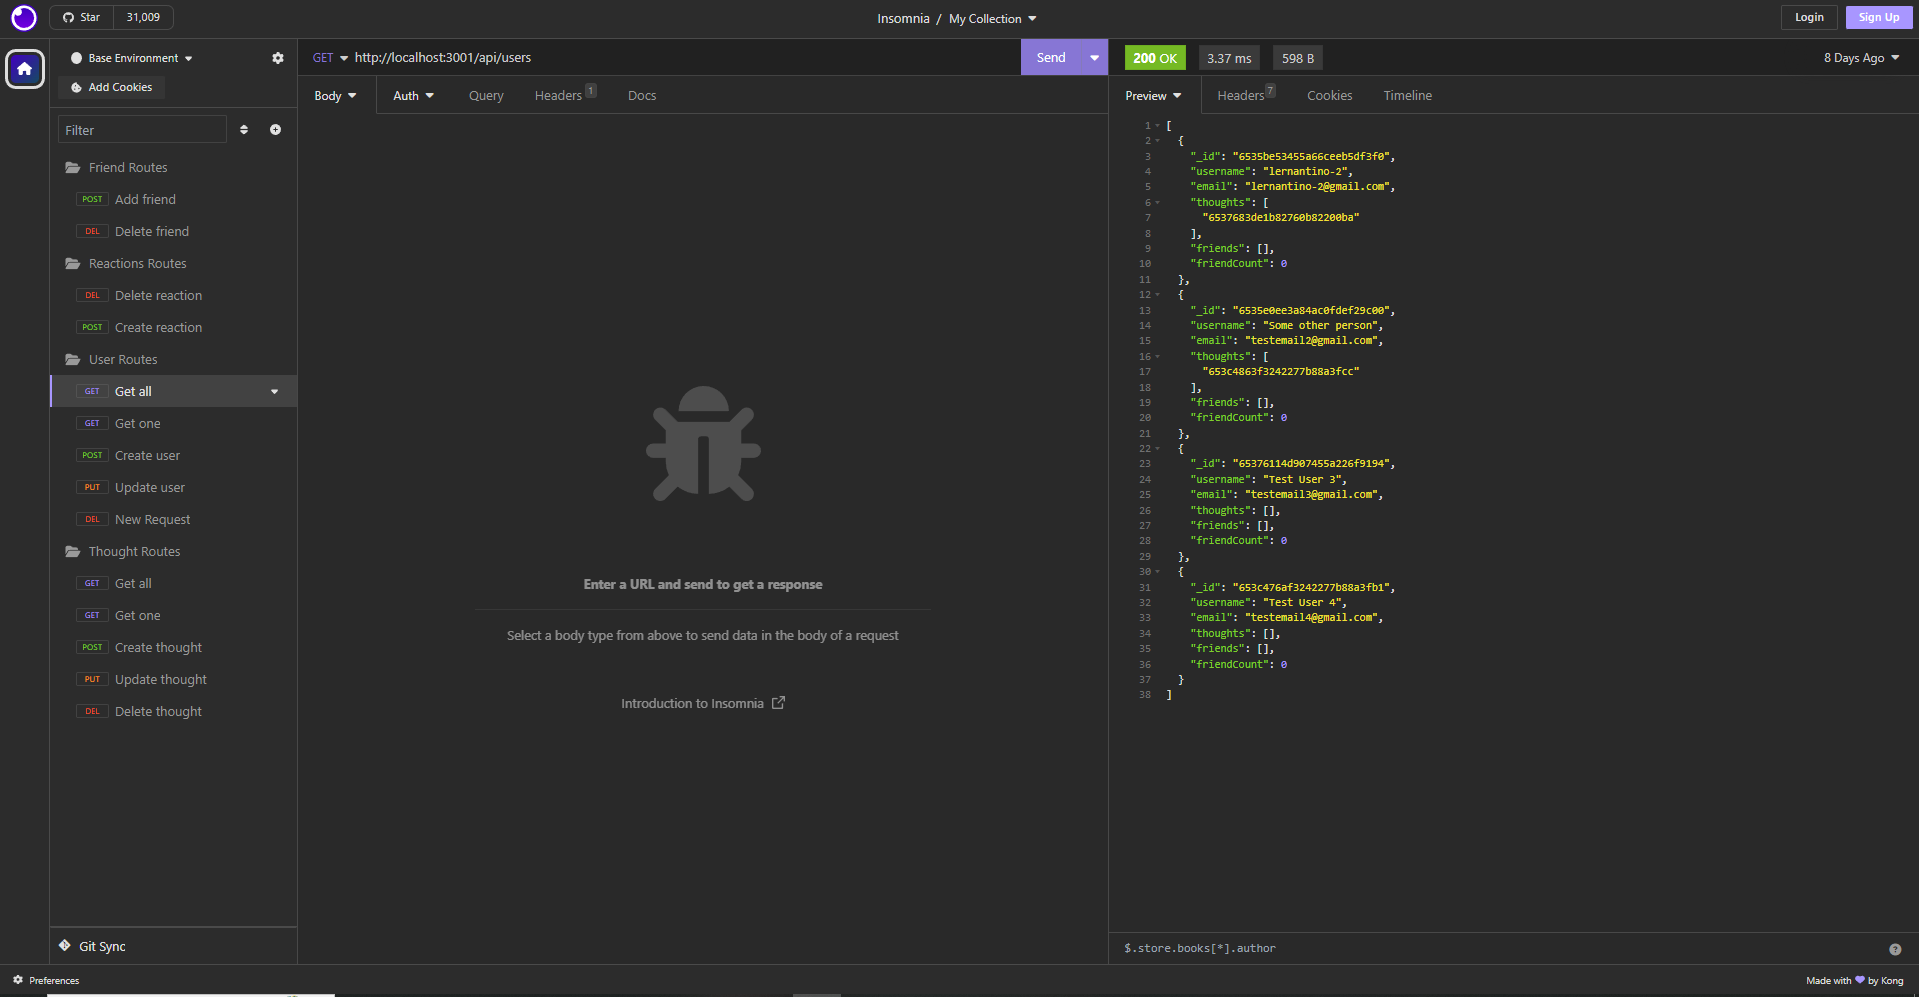 Star 31,009
Insomnia / My Collection
Login Sign Up
Base Environment
Add Cookies
Filter
Friend Routes
POST Add friend
DEL Delete friend
Reactions Routes
DEL Delete reaction
POST Create reaction
User Routes
GET Get all
GET Get one
POST Create user
PUT Update user
DEL New Request
Thought Routes
GET Get all
GET Get one
POST Create thought
PUT Update thought
DEL Delete thought
Git Sync
GET http://localhost:3001/api/users Send
Body Auth Query Headers 1 Docs
Enter a URL and send to get a response
Select a body type from above to send data in the body of a request
Introduction to Insomnia
200 OK 3.37 ms 598 B 8 Days Ago
Preview Headers 7 Cookies Timeline
1 [
2 {
3 "_id": "6535be53455a66ceeb5df3f0",
4 "username": "lernantino-2",
5 "email": "lernantino-2@gmail.com",
6 "thoughts": [
7 "6537683de1b82760b82200ba"
8 ],
9 "friends": [],
10 "friendCount": 0
11 },
12 {
13 "_id": "6535e0ee3a84ac0fdef29c00",
14 "username": "Some other person",
15 "email": "testemail2@gmail.com",
16 "thoughts": [
17 "653c4863f3242277b88a3fcc"
18 ],
19 "friends": [],
20 "friendCount": 0
21 },
22 {
23 "_id": "65376114d907455a226f9194",
24 "username": "Test User 3",
25 "email": "testemail3@gmail.com",
26 "thoughts": [],
27 "friends": [],
28 "friendCount": 0
29 },
30 {
31 "_id": "653c476af3242277b88a3fb1",
32 "username": "Test User 4",
33 "email": "testemail4@gmail.com",
34 "thoughts": [],
35 "friends": [],
36 "friendCount": 0
37 }
38 ]
$.store.books[*].author
Preferences
Made with by Kong